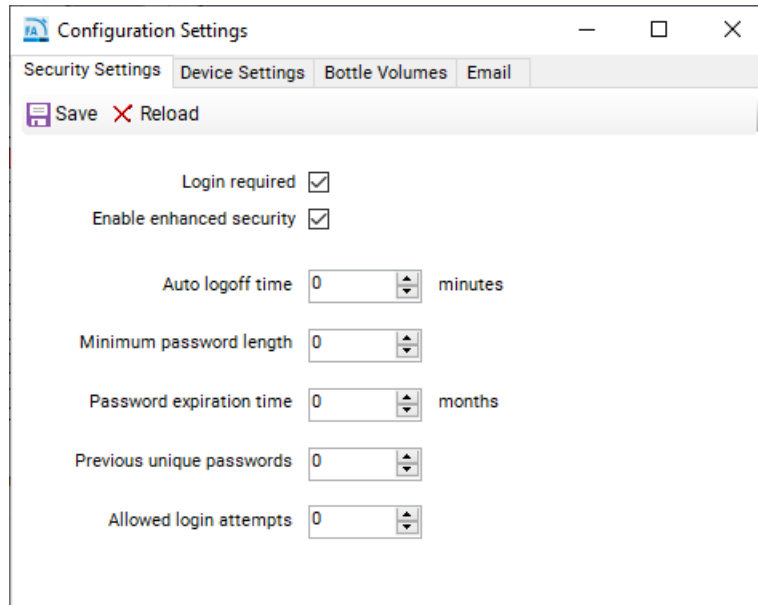 FA Configuration Settings
Security Settings Device Settings Bottle Volumes Email
Save Reload
Login required
Enable enhanced security
Auto logoff time 0 minutes
Minimum password length 0
Password expiration time 0 months
Previous unique passwords 0
Allowed login attempts 0